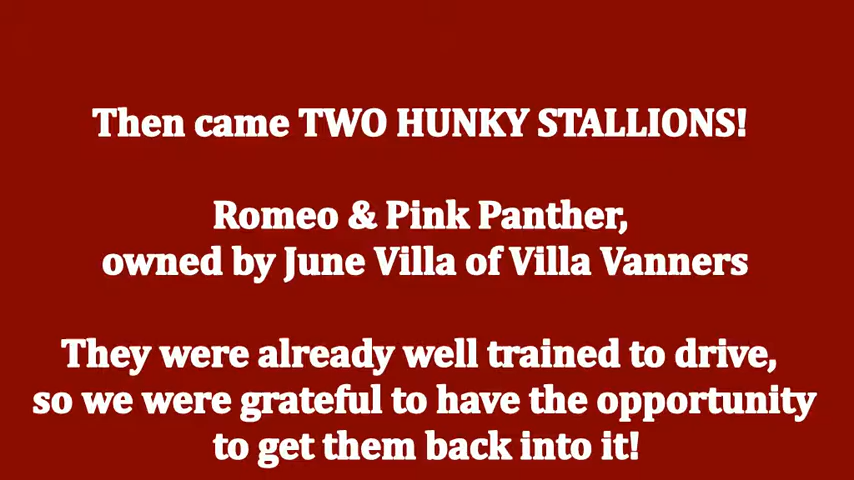 Then came TWO HUNKY STALLIONS!
Romeo & Pink Panther,
owned by June Villa of Villa Vanners
They were already well trained to drive,
so we were grateful to have the opportunity
to get them back into it!